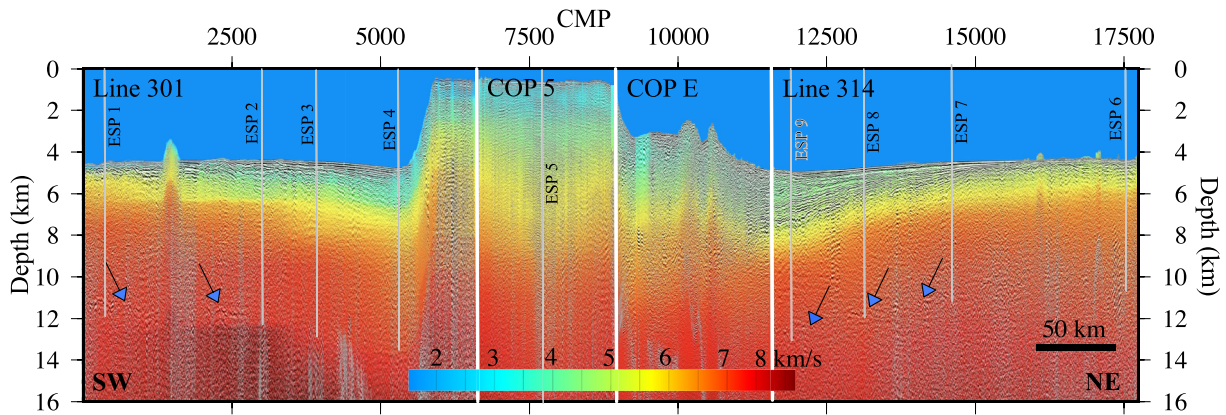 CMP
2500 5000 7500 10000 12500 15000 17500
0 Line 301 COP 5 COP E Line 314 0
ESP 1
ESP 2
ESP 3
ESP 4
ESP 5
ESP 9
ESP 8
ESP 7
ESP 6
2 2
4 4
6 6
8 8
10 10
12 12
14 14
16 16
Depth (km)
Depth (km)
50 km
2 3 4 5 6 7 8 km/s
SW NE